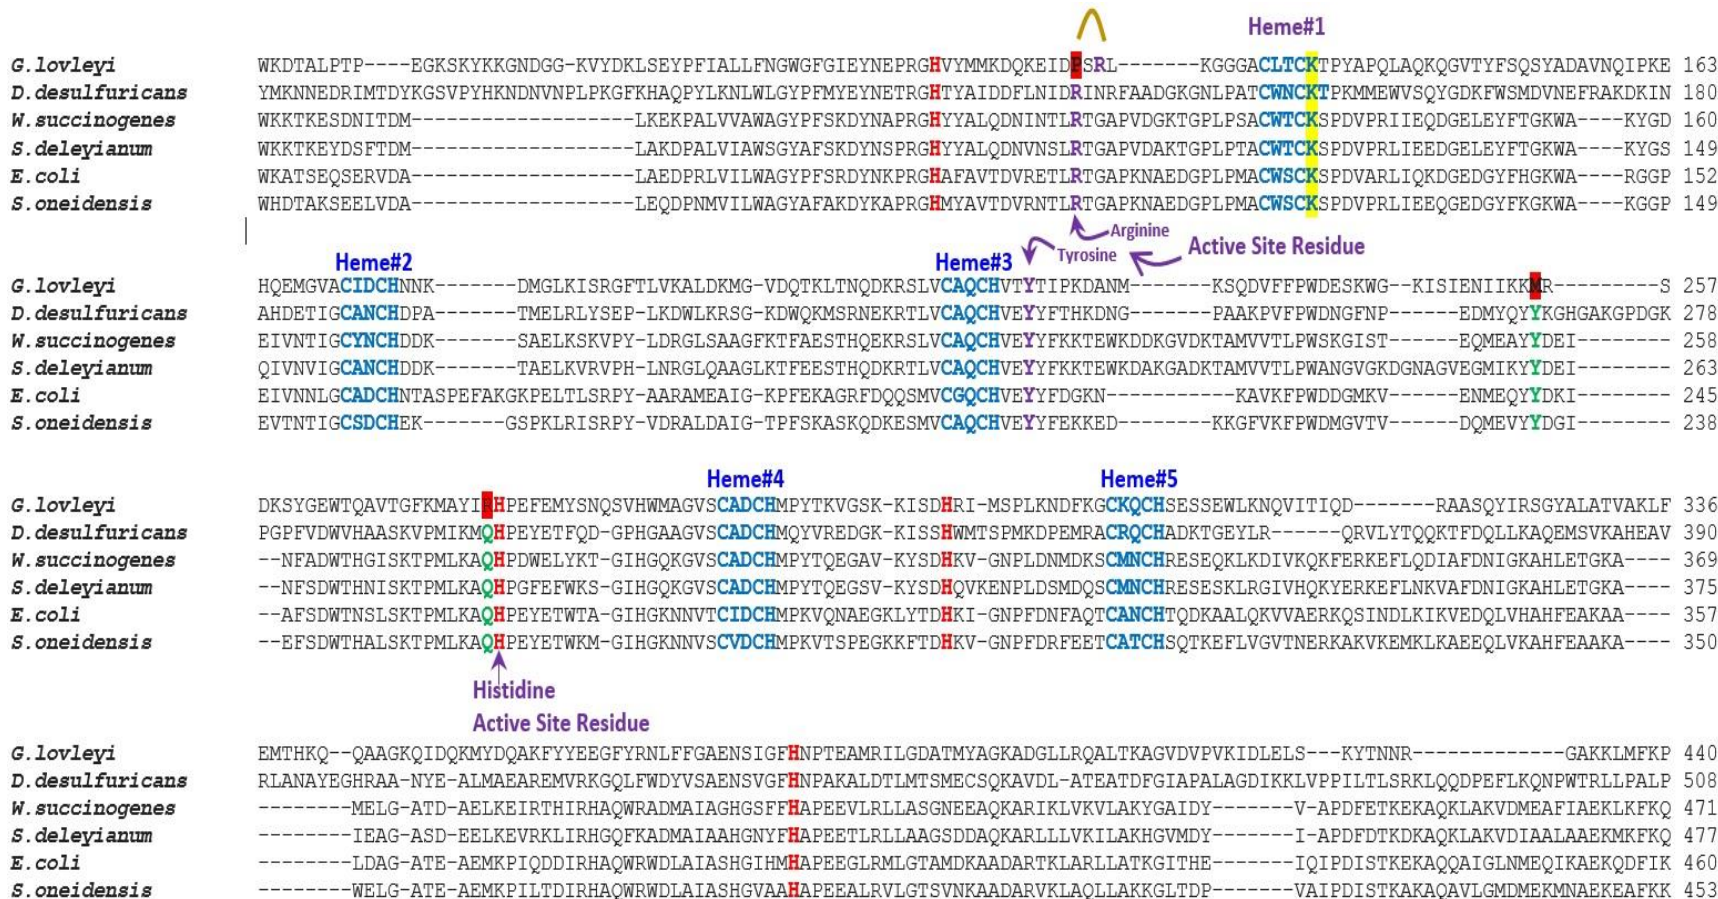 Heme#1
G.lovleyi WKDTALPTP----EGKSKYKKGNDGG-KVYDKLSEYPFIALLFNGWGFGIEYNEPRGHVYMMKDQKEIDPSRL-------KGGGACLTCKTPYAPQLAQKQGVTYFSQSYADAVNQIPKE 163
D.desulfuricans YMKNNEDRIMTDYKGSVPYHKNDNVNPLPKGFKHAQPYLKNLWLGYPFMYEYNETRGHTYAIDDFLNIDRINRFAADGKGNLPATCWNCKTPKMMEWVSQYGDKFWSMDVNEFRAKDKIN 180
W.succinogenes WKKTKESDNITDM-------------------LKEKPALVVAWAGYPFSKDYNAPRGHYYALQDNINTLRTGAPVDGKTGPLPSACWTCKSPDVPRIIEQDGELEYFTGKWA----KYGD 160
S.deleyianum WKKTKEYDSFTDM-------------------LAKDPALVIAWSGYAFSKDYNSPRGHYYALQDNVNSLRTGAPVDAKTGPLPTACWTCKSPDVPRLIEEDGELEYFTGKWA----KYGS 149
E.coli WKATSEQSERVDA-------------------LAEDPRLVILWAGYPFSRDYNKPRGHAFAVTDVRETLRTGAPKNAEDGPLPMACWSCKSPDVARLIQKDGEDGYFHGKWA----RGGP 152
S.oneidensis WHDTAKSEELVDA-------------------LEQDPNMVILWAGYAFAKDYKAPRGHMYAVTDVRNTLRTGAPKNAEDGPLPMACWSCKSPDVPRLIEEQGEDGYFKGKWA----KGGP 149
Arginine
Tyrosine
Active Site Residue
Heme#2 Heme#3
G.lovleyi HQEMGVACIDCHNNK-------DMGLKISRGFTLVKALDKMG-VDQTKLTNQDKRSLVCAQCHVTYTIPKDANM-------KSQDVFFPWDESKWG--KISIENIIKKMR---------S 257
D.desulfuricans AHDETIGCANCHDPA-------TMELRLYSEP-LKDWLKRSG-KDWQKMSRNEKRTLVCAQCHVEYYFTHKDNG-------PAAKPVFPWDNGFNP------EDMYQYYKGHGAKGPDGK 278
W.succinogenes EIVNTIGCYNCHDDK-------SAELKSKVPY-LDRGLSAAGFKTFAESTHQEKRSLVCAQCHVEYYFKKTEWKDDKGVDKTAMVVTLPWSKGIST------EQMEAYYDEI-------- 258
S.deleyianum QIVNVIGCANCHDDK-------TAELKVRVPH-LNRGLQAAGLKTFEESTHQDKRTLVCAQCHVEYYFKKTEWKDAKGADKTAMVVTLPWANGVGKDGNAGVEGMIKYYDEI-------- 263
E.coli EIVNNLGCADCHNTASPEFAKGKPELTLSRPY-AARAMEAIG-KPFEKAGRFDQQSMVCGQCHVEYYFDGKN---------KAVKFPWDDGMKV------ENMEQYYDKI-------- 245
S.oneidensis EVTNTIGCSDCHEK-------GSPKLRISRPY-VDRALDAIG-TPFSKASKQDKESMVCAQCHVEYYFEKKED--------KKGFVKFPWDMGVTV------DQMEVYYDGI-------- 238
Heme#4 Heme#5
G.lovleyi DKSYGEWTQAVTGFKMAYIRHPEFEMYSNQSVHWMAGVSCADCHMPYTKVGSK-KISDHRI-MSPLKNDFKGCKQCHSESSEWLKNQVITIQD-------RAASQYIRSGYALATVAKLF 336
D.desulfuricans PGPFVDWVHAASKVPMIKMQHPEYETFQD-GPHGAAGVSCADCHMQYVREDGK-KISSHWMTSPMKDPEMRACRQCHADKTGEYLR------QRVLYTQQKTFDQLLKAQEMSVKAHEAV 390
W.succinogenes --NFADWTHGISKTPMLKAQHPDWELYKT-GIHGQKGVSCADCHMPYTQEGAV-KYSDHKV-GNPLDNMDKSCMNCHRESEQKLKDIVKQKFERKEFLQDIAFDNIGKAHLETGKA---- 369
S.deleyianum --NFSDWTHNISKTPMLKAQHPGFEFWKS-GIHGQKGVSCADCHMPYTQEGSV-KYSDHQVKENPLDSMDQSCMNCHRESESKLRGIVHQKYERKEFLNKVAFDNIGKAHLETGKA---- 375
E.coli --AFSDWTNSLSKTPMLKAQHPEYETWTA-GIHGKNNVTCIDCHMPKVQNAEGKLYTDHKI-GNPFDNFAQTCANCHTQDKAALQKVVAERKQSINDLKIKVEDQLVHAHFEAKAA---- 357
S.oneidensis --EFSDWTHALSKTPMLKAQHPEYETWKM-GIHGKNNVSCVDCHMPKVTSPEGKKFTDHKV-GNPFDRFEETCATCHSQTKEFLVGVTNERKAKVKEMKLKAEEQLVKAHFEAAKA---- 350
Histidine
Active Site Residue
G.lovleyi EMTHKQ--QAAGKQIDQKMYDQAKFYYEEGFYRNLFFGAENSIGFHNPTEAMRILGDATMYAGKADGLLRQALTKAGVDVPVKIDLELS---KYTNNR-------------GAKKLMFKP 440
D.desulfuricans RLANAYEGHRAA-NYE-ALMAEAREMVRKGQLFWDYVSAENSVGFHNPAKALDTLMTSMECSQKAVDL-ATEATDFGIAPALAGDIKKLVPPILTLSRKLQQDPEFLKQNPWTRLLPALP 508
W.succinogenes --------MELG-ATD-AELKEIRTHIRHAQWRADMAIAGHGSFFHAPEEVLRLLASGNEEAQKARIKLVKVLAKYGAIDY-------V-APDFETKEKAQKLAKVDMEAFIAEKLKFKQ 471
S.deleyianum --------IEAG-ASD-EELKEVRKLIRHGQFKADMAIAAHGNYFHAPEETLRLLAAGSDDAQKARLLLVKILAKHGVMDY-------I-APDFDTKDKAQKLAKVDIAALAAEKMKFKQ 477
E.coli --------LDAG-ATE-AEMKPIQDDIRHAQWRWDLAIASHGIHMHAPEEGLRMLGTAMDKAADARTKLARLLATKGITHE-------IQIPDISTKEKAQQAIGLNMEQIKAEKQDFIK 460
S.oneidensis --------WELG-ATE-AEMKPILTDIRHAQWRWDLAIASHGVAAHAPEEALRVLGTSVNKAADARVKLAQLLAKKGLTDP-------VAIPDISTKAKAQAVLGMDMEKMNAEKEAFKK 453